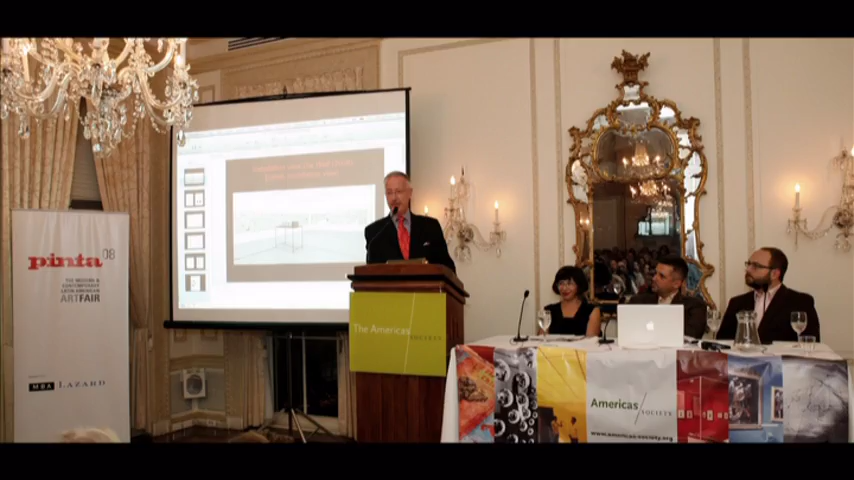 pinta 08
THE MODERN &
CONTEMPORARY
LATIN AMERICAN
ART FAIR
MBA LAZARD
The Americas
SOCIETY
Americas
SOCIETY
www.americas-society.org